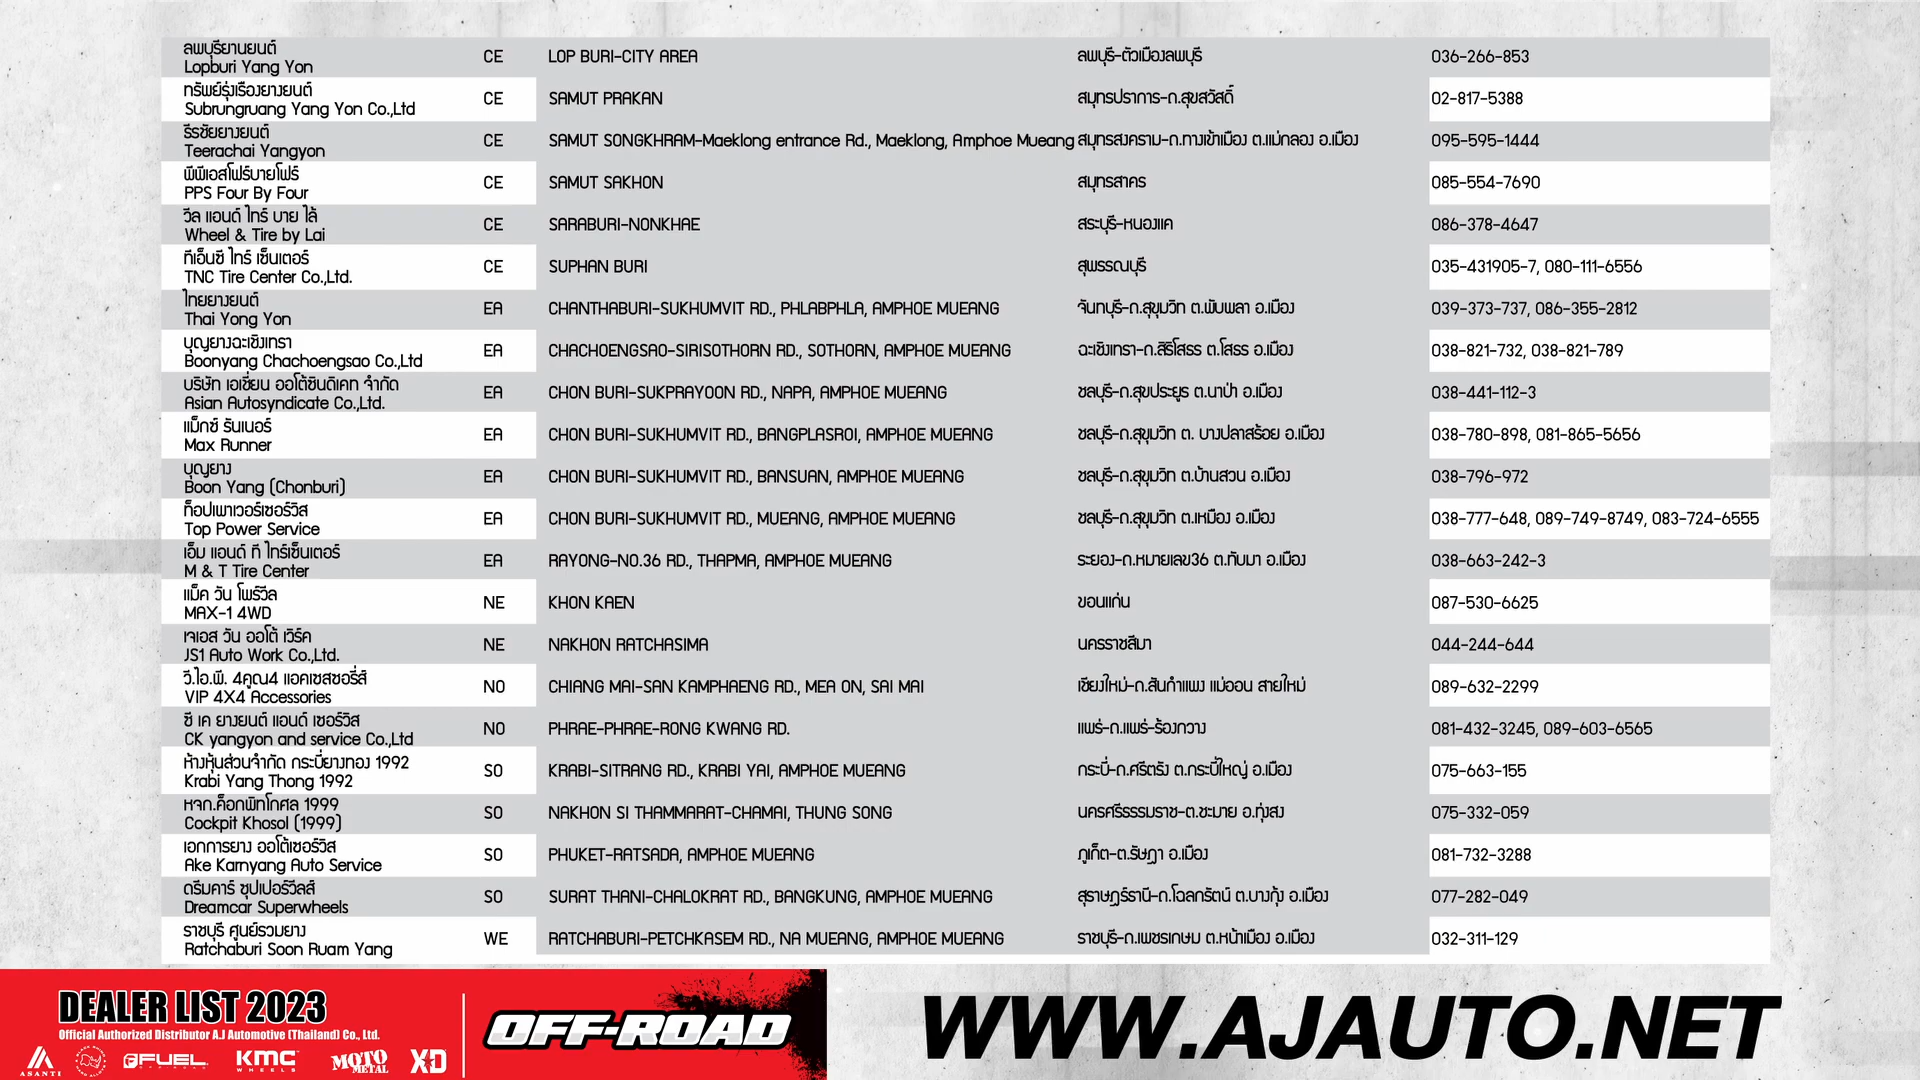 ลพบุรียานยนต์
Lopburi Yang Yon
CE
LOP BURI-CITY AREA
ลพบุรี-ตัวเมืองลพบุรี
036-266-853
ทรัพย์รุ่งเรืองยางยนต์
Subrungruang Yang Yon Co.,Ltd
CE
SAMUT PRAKAN
สมุทรปราการ-ถ.สุขสวัสดิ์
02-817-5388
ธีรชัยยางยนต์
Teerachai Yangyon
CE
SAMUT SONGKHRAM-Maeklong entrance Rd., Maeklong, Amphoe Mueang
สมุทรสงคราม-ถ.ทางเข้าเมือง ต.แม่กลอง อ.เมือง
095-595-1444
พีพีเอสโฟร์บายโฟร์
PPS Four By Four
CE
SAMUT SAKHON
สมุทรสาคร
085-554-7690
วีล แอนด์ ไทร์ บาย ไล้
Wheel & Tire by Lai
CE
SARABURI-NONKHAE
สระบุรี-หนองแค
086-378-4647
ทีเอ็นซี ไทร์ เซ็นเตอร์
TNC Tire Center Co.,Ltd.
CE
SUPHAN BURI
สุพรรณบุรี
035-431905-7, 080-111-6556
ไทยยางยนต์
Thai Yong Yon
EA
CHANTHABURI-SUKHUMVIT RD., PHLABPHLA, AMPHOE MUEANG
จันทบุรี-ถ.สุขุมวิท ต.พับพลา อ.เมือง
039-373-737, 086-355-2812
บุญยางฉะเชิงเทรา
Boonyang Chachoengsao Co.,Ltd
EA
CHACHOENGSAO-SIRISOTHORN RD., SOTHORN, AMPHOE MUEANG
ฉะเชิงเทรา-ถ.สิริโสธร ต.โสธร อ.เมือง
038-821-732, 038-821-789
บริษัท เอเชี่ยน ออโต้ซินดิเคท จำกัด
Asian Autosyndicate Co.,Ltd.
EA
CHON BURI-SUKPRAYOON RD., NAPA, AMPHOE MUEANG
ชลบุรี-ถ.สุขประยูร ต.นาป่า อ.เมือง
038-441-112-3
แม็กซ์ รันเนอร์
Max Runner
EA
CHON BURI-SUKHUMVIT RD., BANGPLASROI, AMPHOE MUEANG
ชลบุรี-ถ.สุขุมวิท ต. บางปลาสร้อย อ.เมือง
038-780-898, 081-865-5656
บุญยาง
Boon Yang (Chonburi)
EA
CHON BURI-SUKHUMVIT RD., BANSUAN, AMPHOE MUEANG
ชลบุรี-ถ.สุขุมวิท ต.บ้านสวน อ.เมือง
038-796-972
ท็อปเพาเวอร์เซอร์วิส
Top Power Service
EA
CHON BURI-SUKHUMVIT RD., MUEANG, AMPHOE MUEANG
ชลบุรี-ถ.สุขุมวิท ต.เหมือง อ.เมือง
038-777-648, 089-749-8749, 083-724-6555
เอ็ม แอนด์ ที ไทร์เซ็นเตอร์
M & T Tire Center
EA
RAYONG-NO.36 RD., THAPMA, AMPHOE MUEANG
ระยอง-ถ.หมายเลข36 ต.ทับมา อ.เมือง
038-663-242-3
แม็ค วัน โฟร์วีล
MAX-1 4WD
NE
KHON KAEN
ขอนแก่น
087-530-6625
เจเอส วัน ออโต้ เวิร์ค
JS1 Auto Work Co.,Ltd.
NE
NAKHON RATCHASIMA
นครราชสีมา
044-244-644
วี.ไอ.พี. 4คูณ4 แอคเซสซอรี่ส์
VIP 4X4 Accessories
NO
CHIANG MAI-SAN KAMPHAENG RD., MEA ON, SAI MAI
เชียงใหม่-ถ.สันกำแพง แม่ออน สายใหม่
089-632-2299
ซี เค ยางยนต์ แอนด์ เซอร์วิส
CK yangyon and service Co.,Ltd
NO
PHRAE-PHRAE-RONG KWANG RD.
แพร่-ถ.แพร่-ร้องกวาง
081-432-3245, 089-603-6565
ห้างหุ้นส่วนจำกัด กระบี่ยางทอง 1992
Krabi Yang Thong 1992
SO
KRABI-SITRANG RD., KRABI YAI, AMPHOE MUEANG
กระบี่-ถ.ศรีตรัง ต.กระบี่ใหญ่ อ.เมือง
075-663-155
หจก.ค็อกพิทโกศล 1999
Cockpit Khosol (1999)
SO
NAKHON SI THAMMARAT-CHAMAI, THUNG SONG
นครศรีธรรมราช-ต.ชะมาย อ.ทุ่งสง
075-332-059
เอกการยาง ออโต้เซอร์วิส
Ake Karnyang Auto Service
SO
PHUKET-RATSADA, AMPHOE MUEANG
ภูเก็ต-ต.รัษฎา อ.เมือง
081-732-3288
ดรีมคาร์ ซุปเปอร์วีลส์
Dreamcar Superwheels
SO
SURAT THANI-CHALOKRAT RD., BANGKUNG, AMPHOE MUEANG
สุราษฎร์ธานี-ถ.โฉลกรัตน์ ต.บางกุ้ง อ.เมือง
077-282-049
ราชบุรี ศูนย์รวมยาง
Ratchaburi Soon Ruam Yang
WE
RATCHABURI-PETCHKASEM RD., NA MUEANG, AMPHOE MUEANG
ราชบุรี-ถ.เพชรเกษม ต.หน้าเมือง อ.เมือง
032-311-129
DEALER LIST 2023
Official Authorized Distributor A.J Automotive (Thailand) Co., Ltd.
ASANTI
FUEL
KMC
WHEELS
MOTO
METAL
XD
OFF-ROAD
WWW.AJAUTO.NET